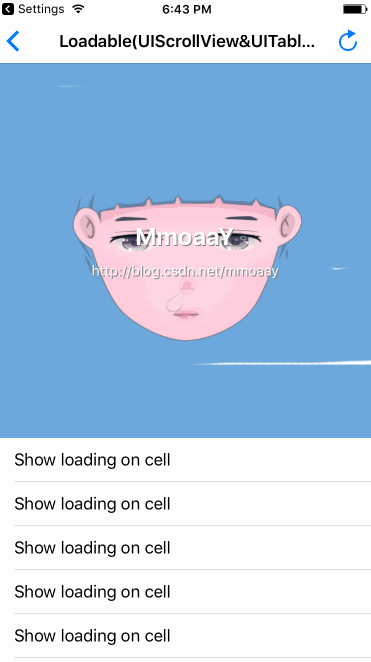 Settings 6:43 PM
Loadable(UIScrollView&UITabl...
MmoaaY
http://blog.csdn.net/mmoaay
Show loading on cell
Show loading on cell
Show loading on cell
Show loading on cell
Show loading on cell